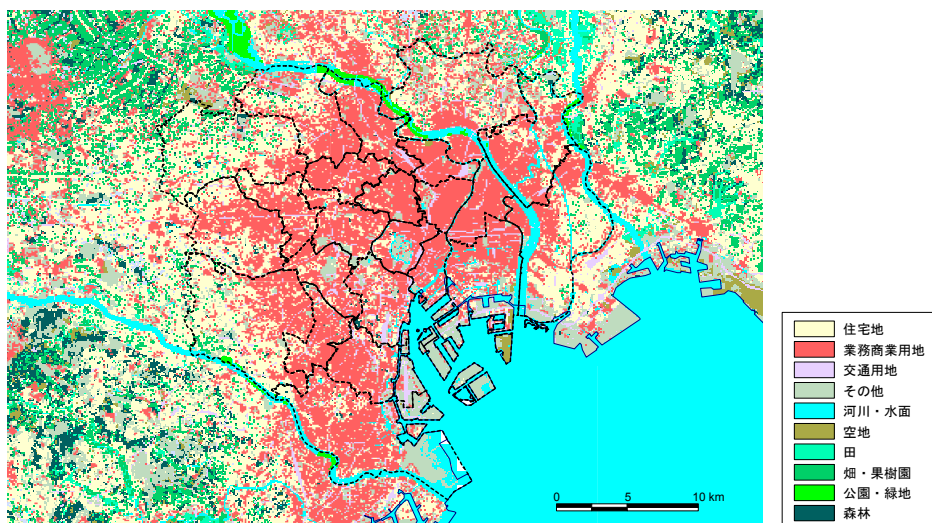 住宅地
業務商業用地
交通用地
その他
河川・水面
空地
田
畑・果樹園
公園・緑地
森林
0 5 10 km